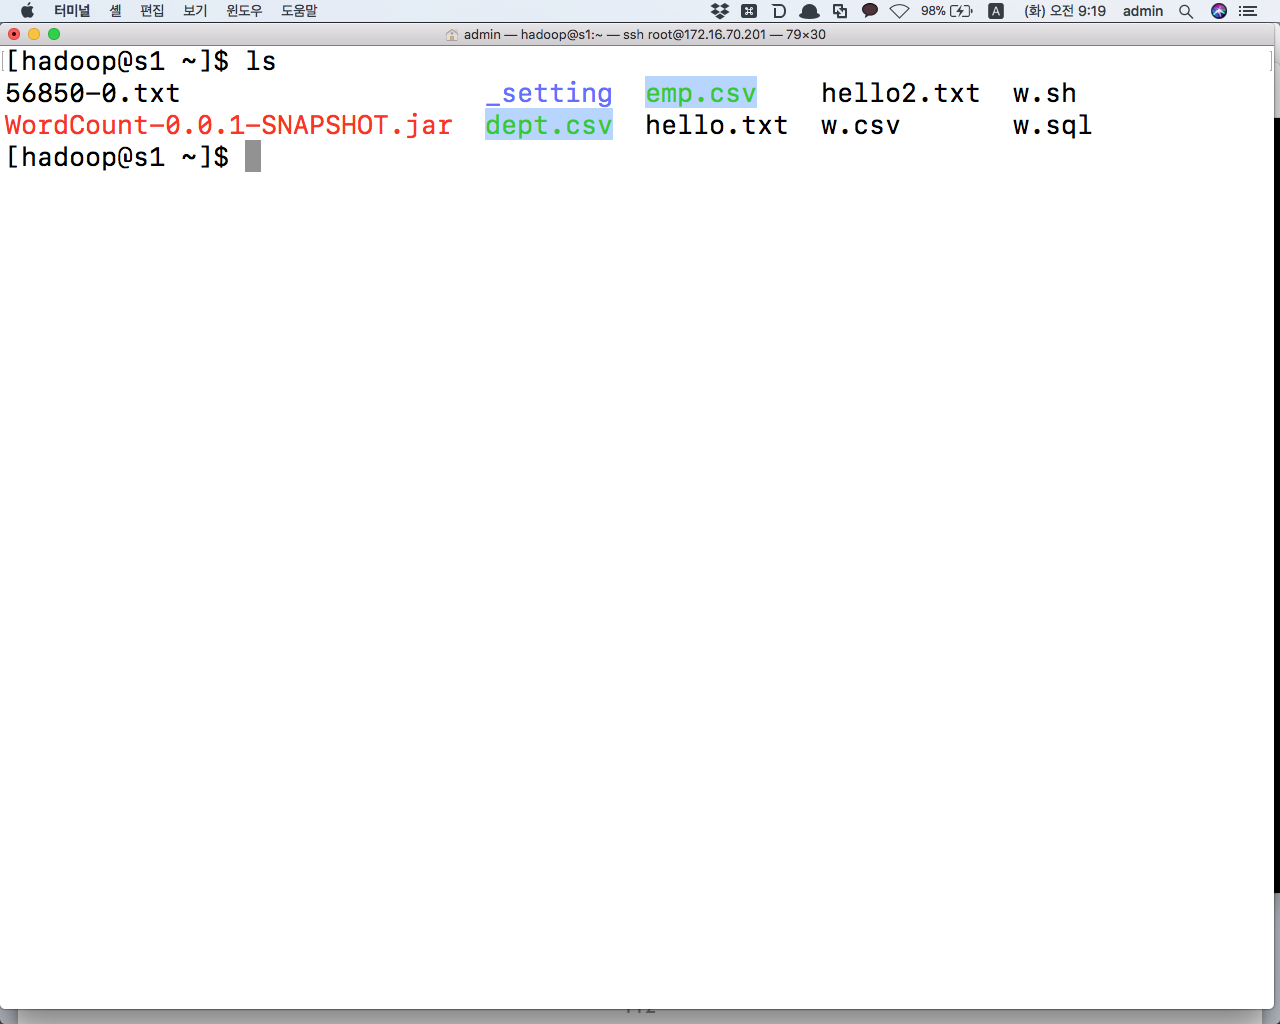 터미널 셸 편집 보기 윈도우 도움말 98% A (화) 오전 9:19 admin
admin — hadoop@s1:~ — ssh root@172.16.70.201 — 79×30
[hadoop@s1 ~]$ ls
56850-0.txt _setting emp.csv hello2.txt w.sh
WordCount-0.0.1-SNAPSHOT.jar dept.csv hello.txt w.csv w.sql
[hadoop@s1 ~]$